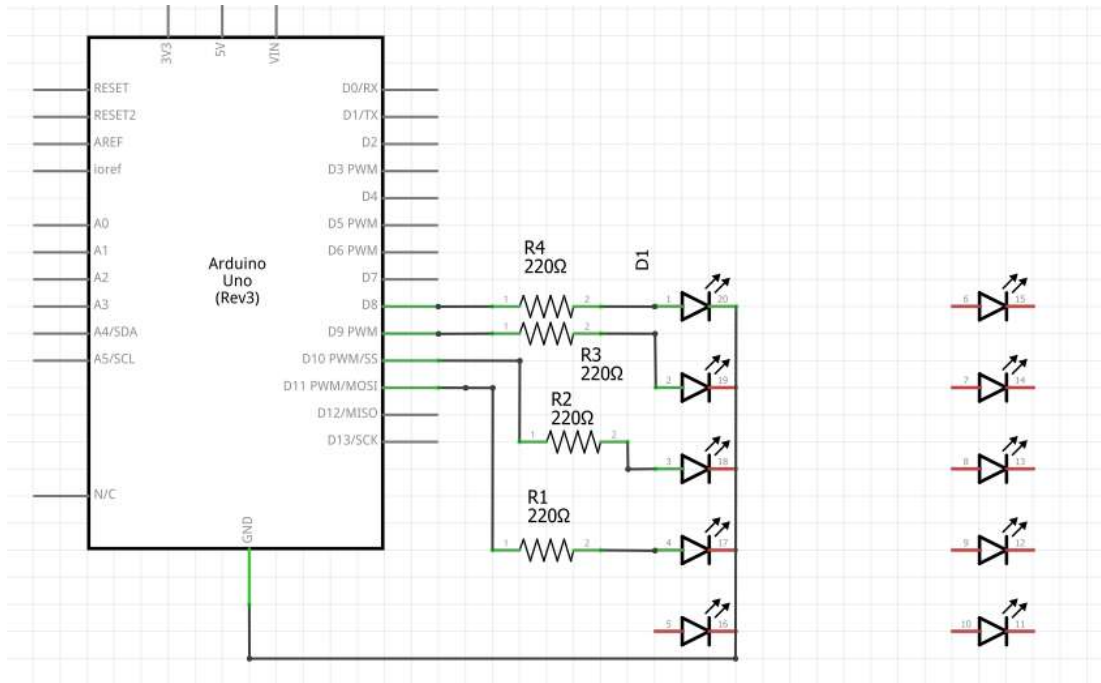 3V3
5V
VIN
RESET
D0/RX
RESET2
D1/TX
AREF
D2
ioref
D3 PWM
D4
A0
D5 PWM
A1
D6 PWM
A2
D7
A3
D8
A4/SDA
D9 PWM
A5/SCL
D10 PWM/SS
D11 PWM/MOSI
D12/MISO
D13/SCK
N/C
GND
Arduino
Uno
(Rev3)
R4
220Ω
D1
1
2
1
20
6
15
1
2
R3
220Ω
2
19
7
14
R2
220Ω
1
2
3
18
8
13
R1
220Ω
1
2
4
17
9
12
5
16
10
11